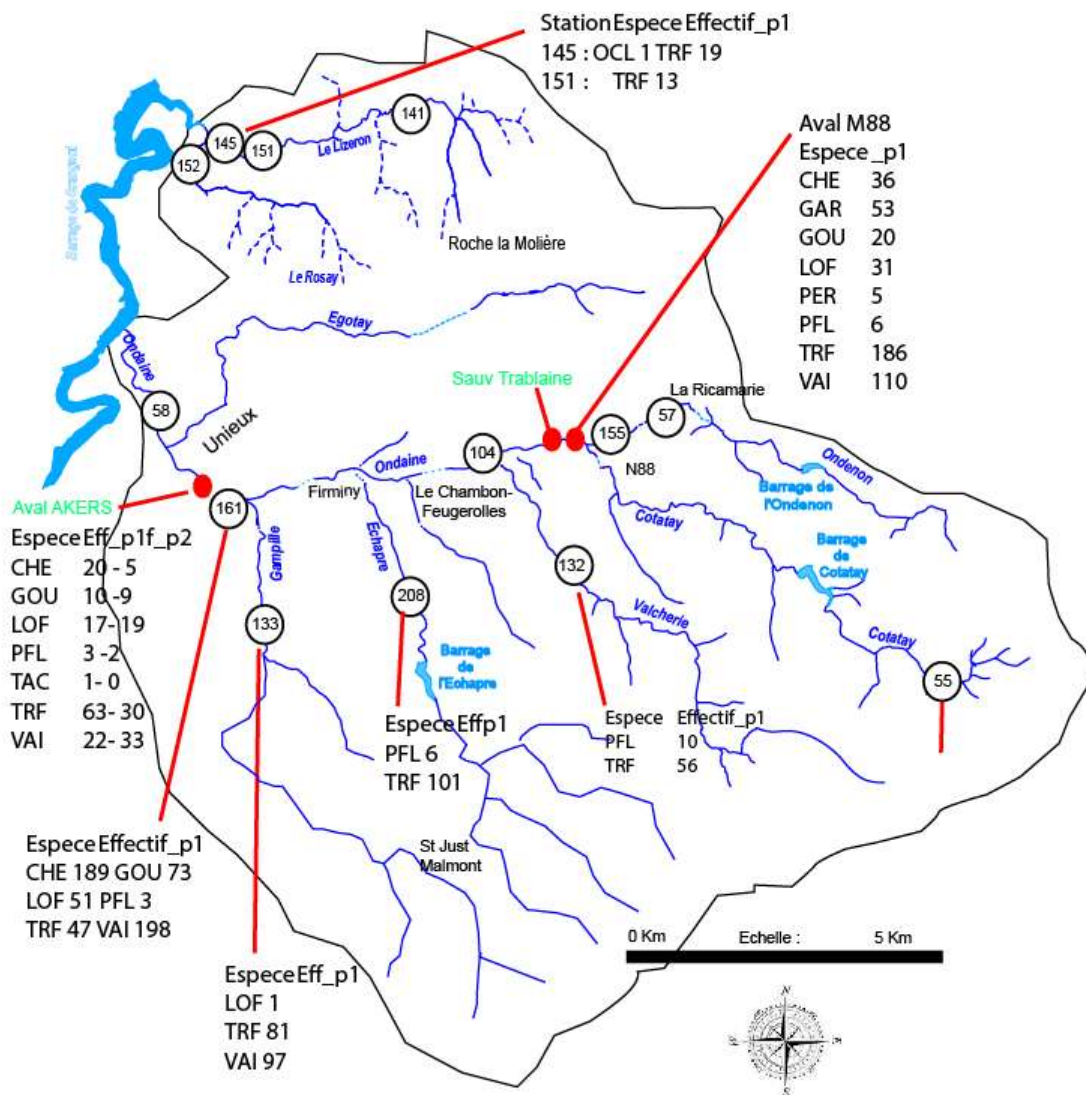 Station Espece Effectif_p1
145 : OCL 1 TRF 19
151 : TRF 13
Aval M88
Espece _p1
CHE 36
GAR 53
GOU 20
LOF 31
PER 5
PFL 6
TRF 186
VAI 110
141
145
151
152
Le Lizeron
Roche la Molière
Le Rosay
Barrage de Grangent
Egotay
Ondaine
58
Unieux
Sauv Trablaine
La Ricamarie
57
155
104
N88
Ondaine
Ondenon
Firminy
Le Chambon-
Feugerolles
Barrage de
l'Ondenon
Cotatay
Barrage
de
Cotatay
Aval AKERS
161
Gampille
Echapre
132
208
133
Valcherie
Cotatay
55
Barrage
de
l'Echapre
Espece Eff_p1f_p2
CHE 20 - 5
GOU 10 -9
LOF 17- 19
PFL 3 -2
TAC 1- 0
TRF 63- 30
VAI 22- 33
Espece Effp1
PFL 6
TRF 101
Espece Effectif_p1
PFL 10
TRF 56
Espece Effectif_p1
CHE 189 GOU 73
LOF 51 PFL 3
TRF 47 VAI 198
St Just
Malmont
Espece Eff_p1
LOF 1
TRF 81
VAI 97
0 Km Echelle : 5 Km
N
E
S